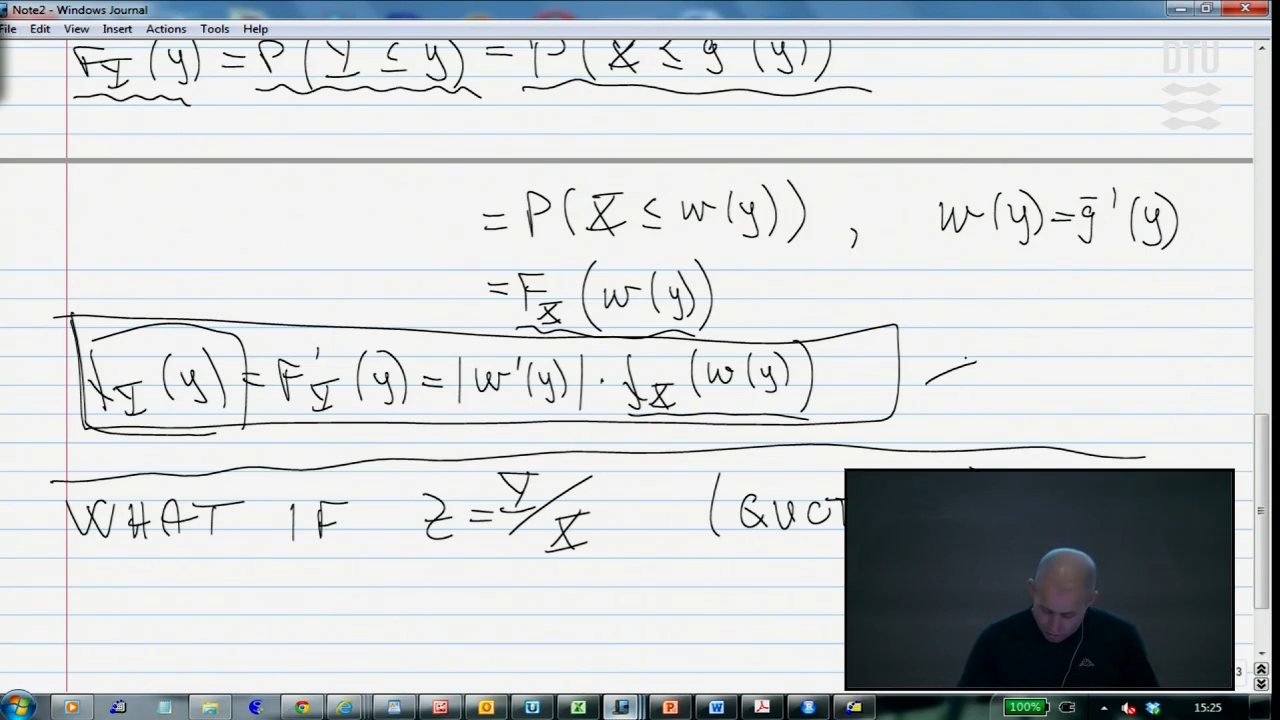 Note2 - Windows Journal
File Edit View Insert Actions Tools Help
DTU
F_Y(y) = P(Y ≤ y) = P(X ≤ g (y))
= P(X ≤ w(y)), w(y) = g⁻¹(y)
= F_X(w(y))
f_Y(y) = F'_Y(y) = |w'(y)| · f_X(w(y))
WHAT IF Z = Y/X (QUOT
3
100% 15:25